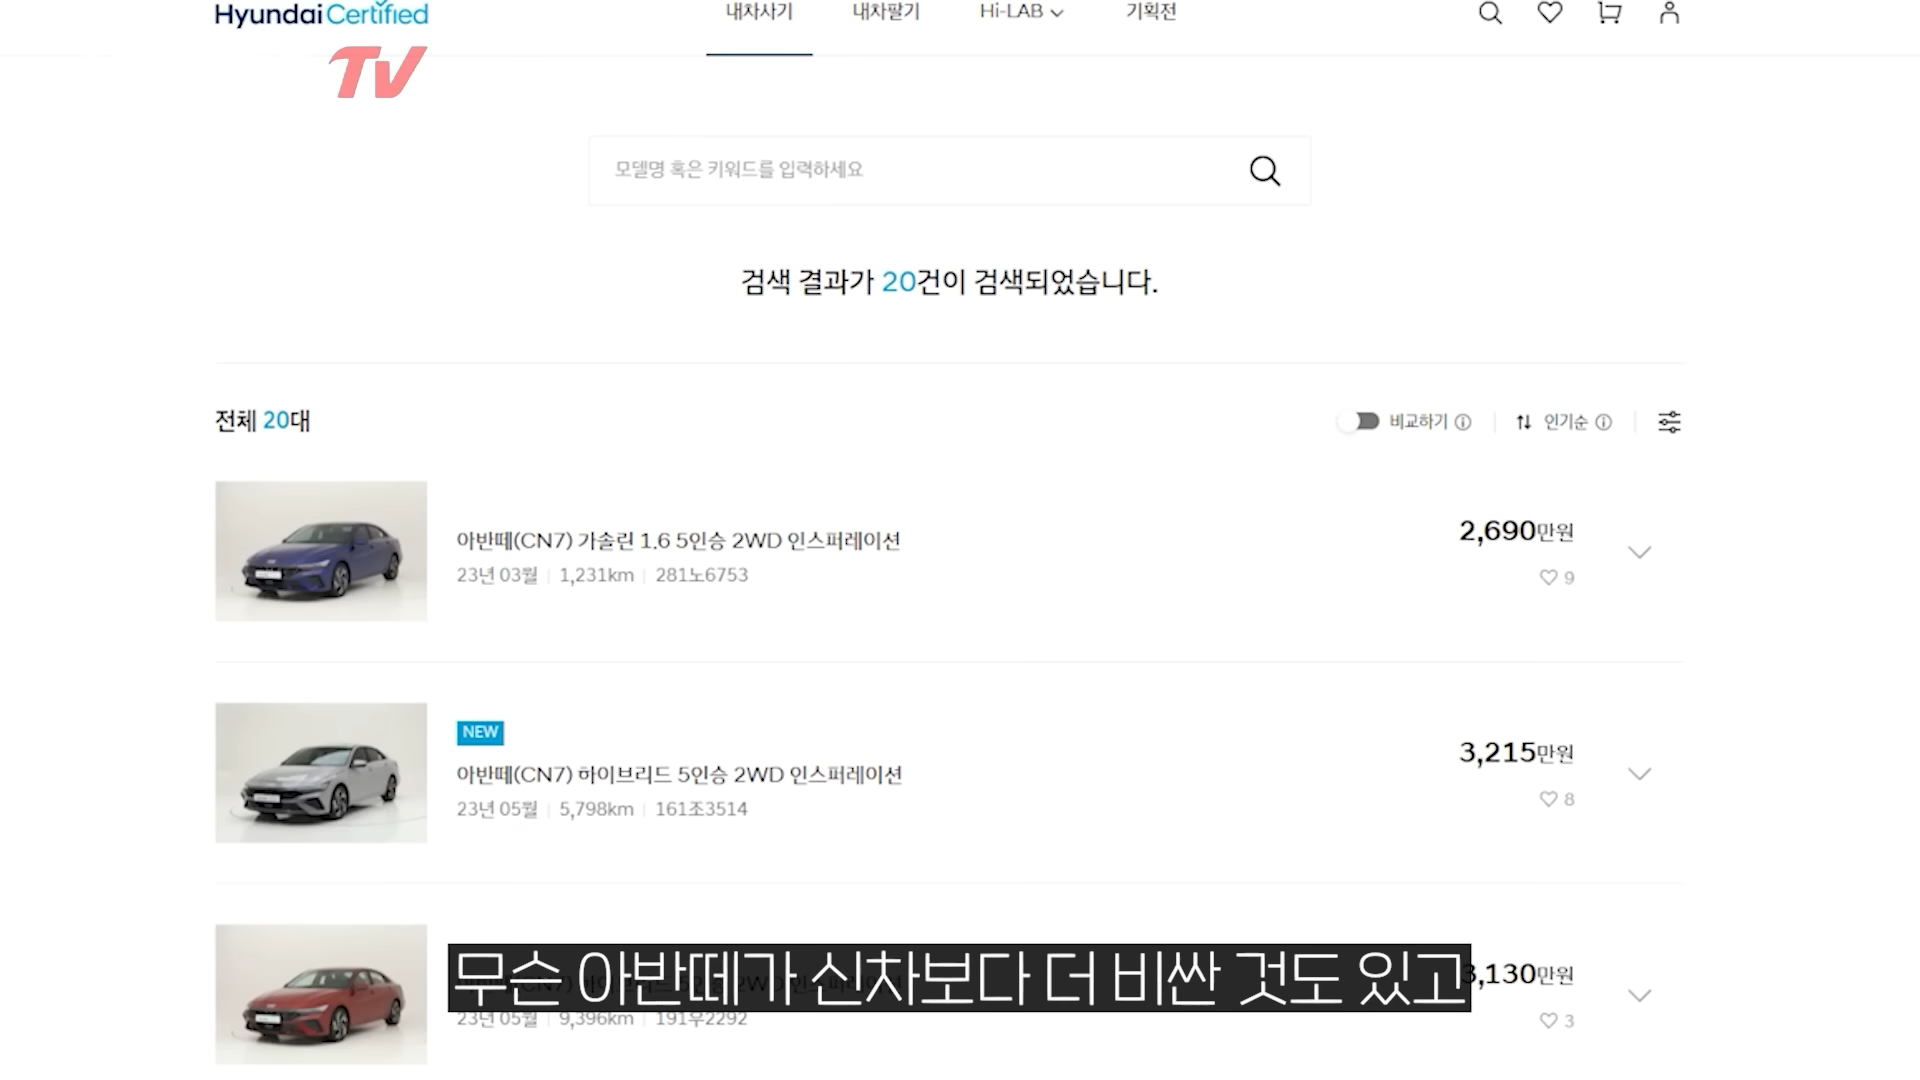 Hyundai Certified
내차사기 내차팔기 Hi-LAB 기획전
TV
모델명 혹은 키워드를 입력하세요
검색 결과가 20건이 검색되었습니다.
전체 20대
비교하기 인기순
아반떼(CN7) 가솔린 1.6 5인승 2WD 인스퍼레이션
23년 03월 | 1,231km | 281노6753
2,690만원
9
NEW
아반떼(CN7) 하이브리드 5인승 2WD 인스퍼레이션
23년 05월 | 5,798km | 161조3514
3,215만원
8
무슨 아반떼가 신차보다 더 비싼 것도 있고
3,130만원
23년 05월 | 9,396km | 191우2292
3